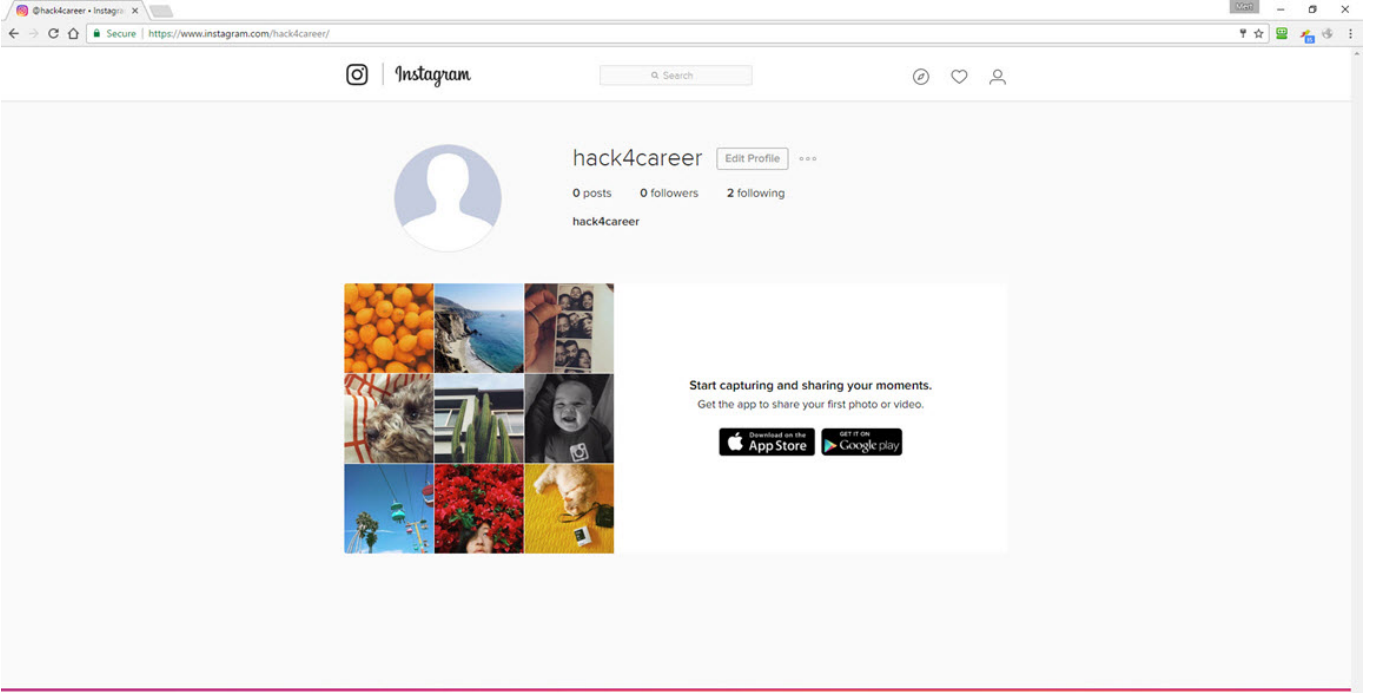 @hack4career • Instagra
Mert
Secure | https://www.instagram.com/hack4career/
Instagram
Search
hack4career Edit Profile
0 posts 0 followers 2 following
hack4career
Start capturing and sharing your moments.
Get the app to share your first photo or video.
Download on the
App Store
GET IT ON
Google play